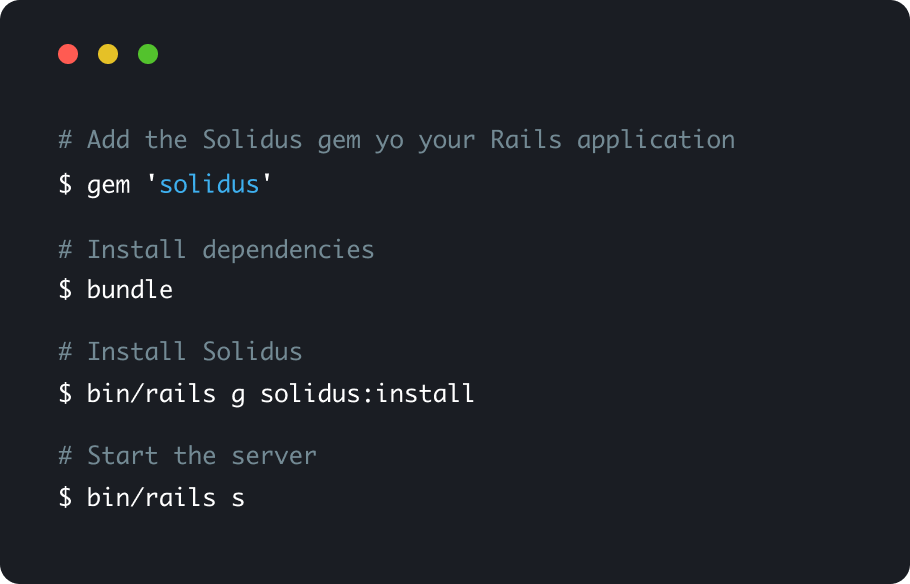 # Add the Solidus gem yo your Rails application
$ gem 'solidus'
# Install dependencies
$ bundle
# Install Solidus
$ bin/rails g solidus:install
# Start the server
$ bin/rails s